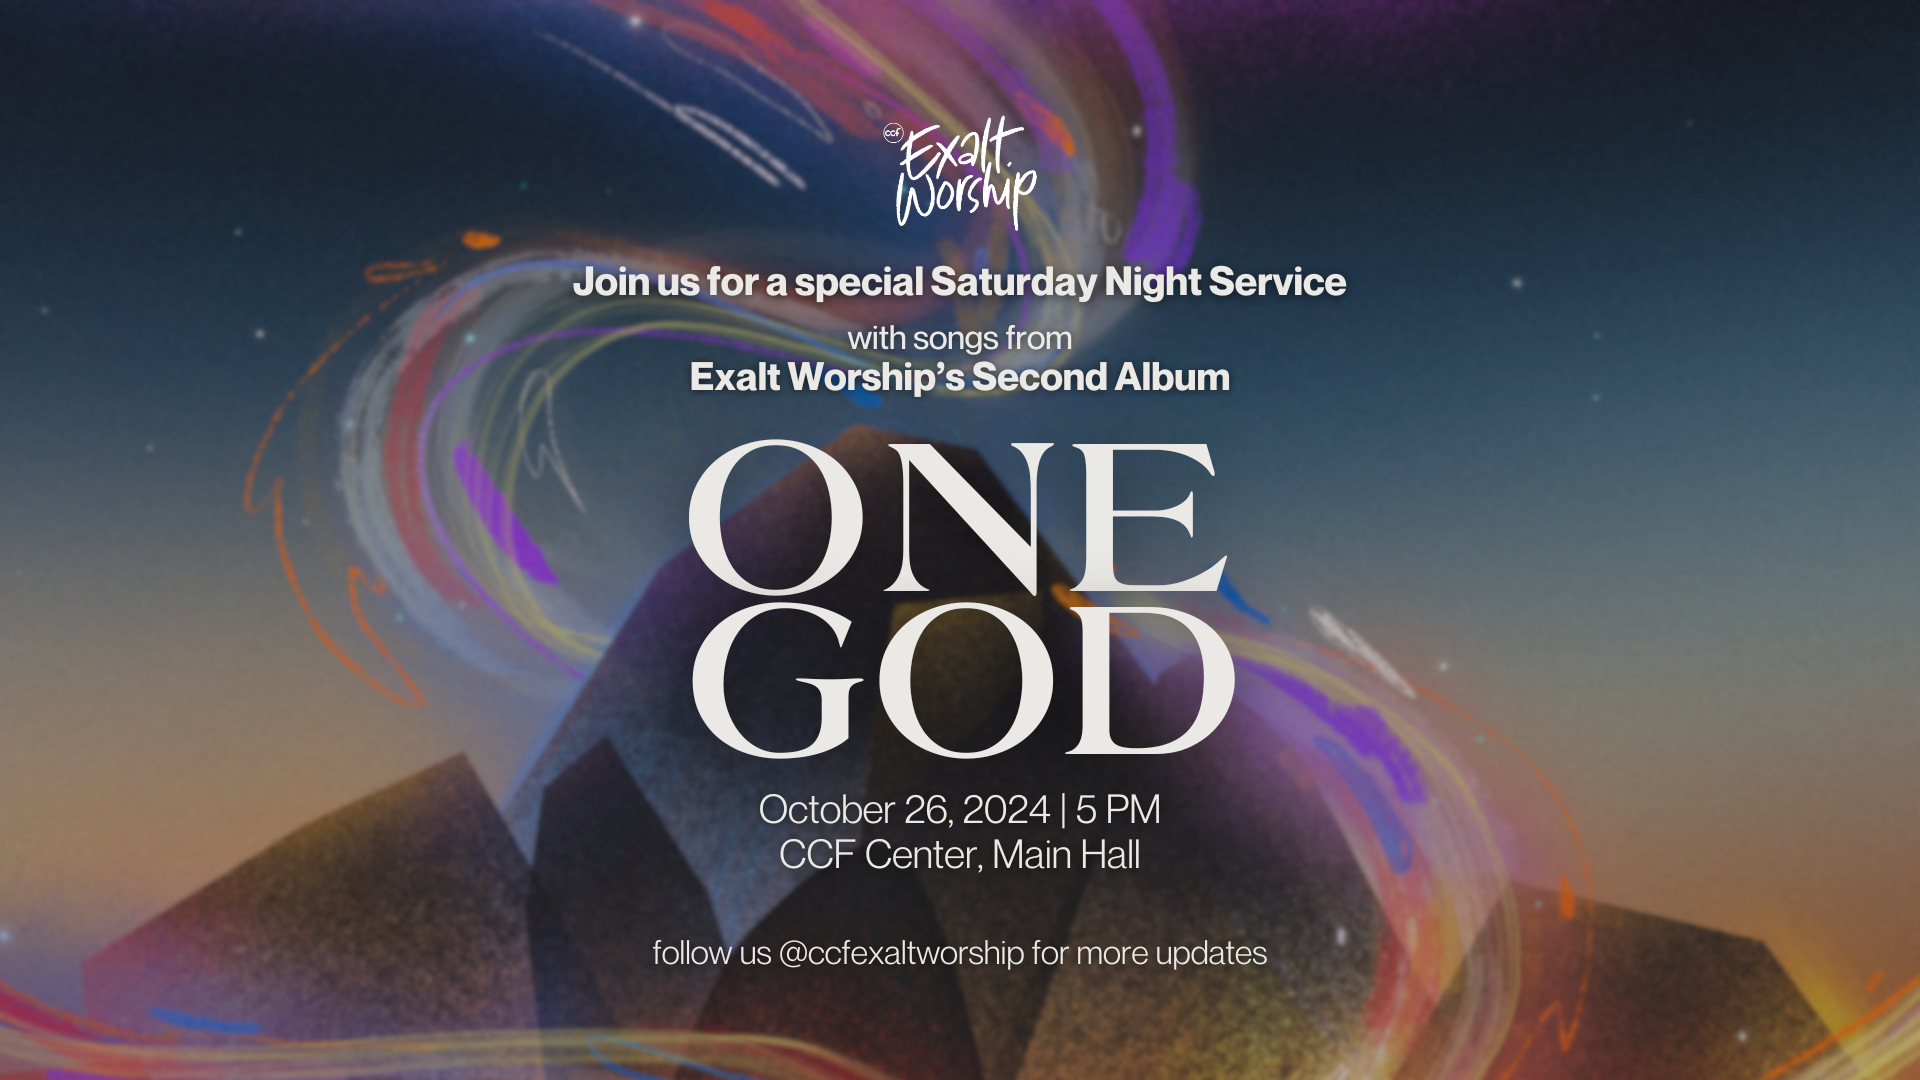 ccf
Exalt
Worship
Join us for a special Saturday Night Service
with songs from
Exalt Worship’s Second Album
ONE
GOD
October 26, 2024 | 5 PM
CCF Center, Main Hall
follow us @ccfexaltworship for more updates